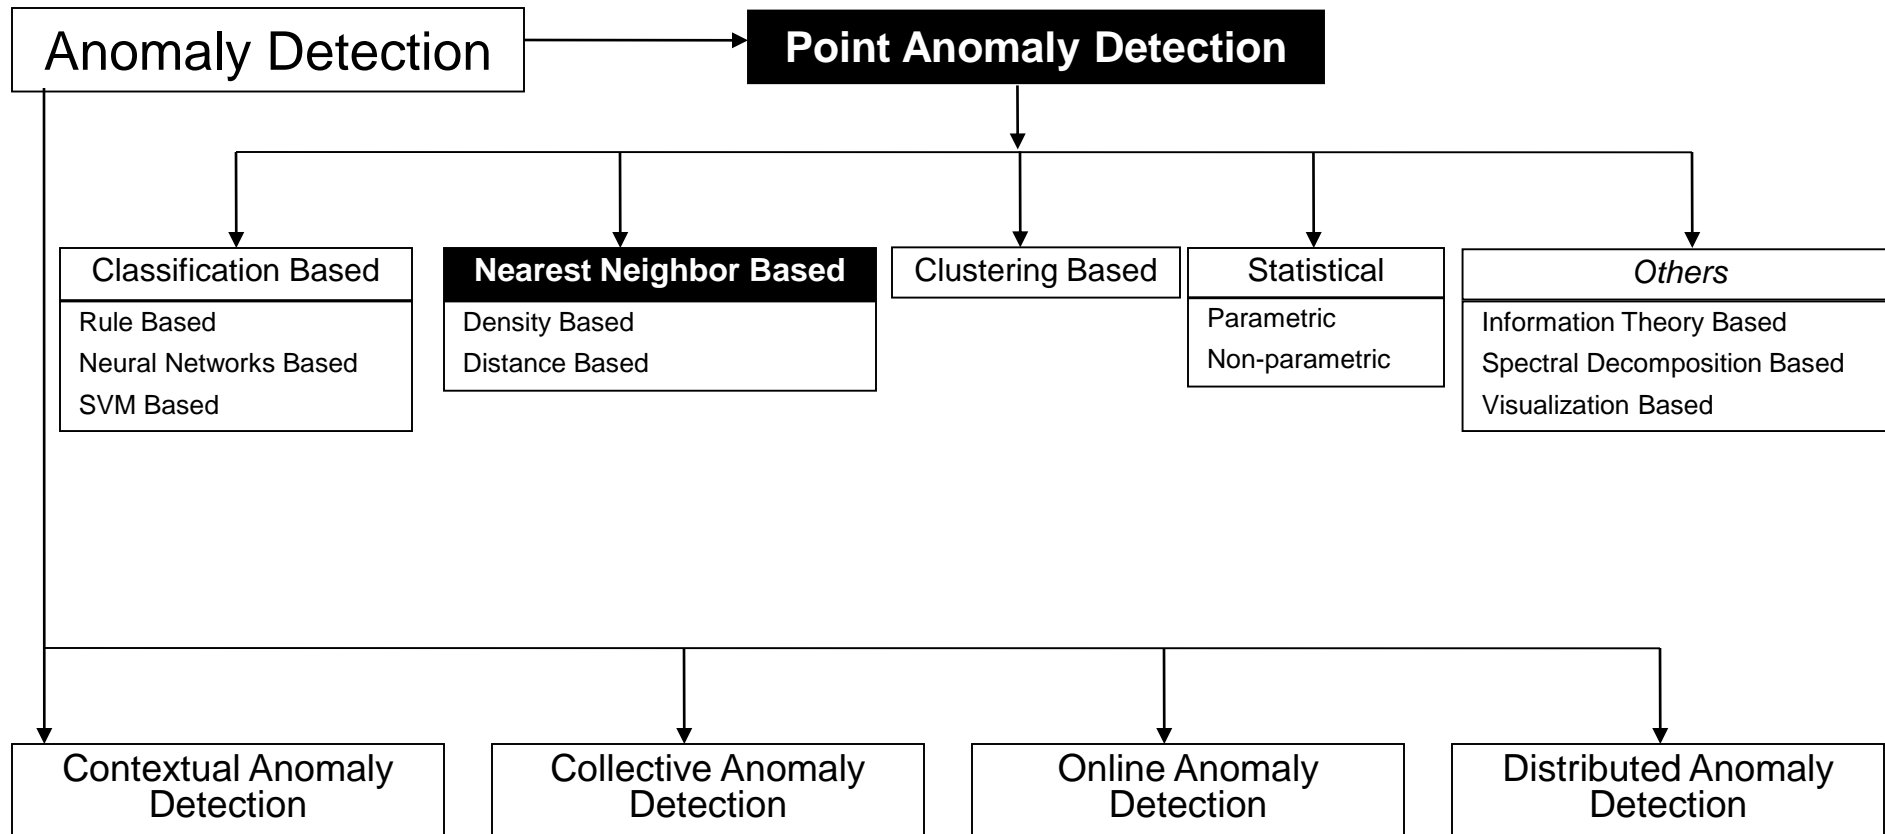 Anomaly Detection
Point Anomaly Detection
Classification Based
Rule Based
Neural Networks Based
SVM Based
Nearest Neighbor Based
Density Based
Distance Based
Clustering Based
Statistical
Parametric
Non-parametric
Others
Information Theory Based
Spectral Decomposition Based
Visualization Based
Contextual Anomaly
Detection
Collective Anomaly
Detection
Online Anomaly
Detection
Distributed Anomaly
Detection